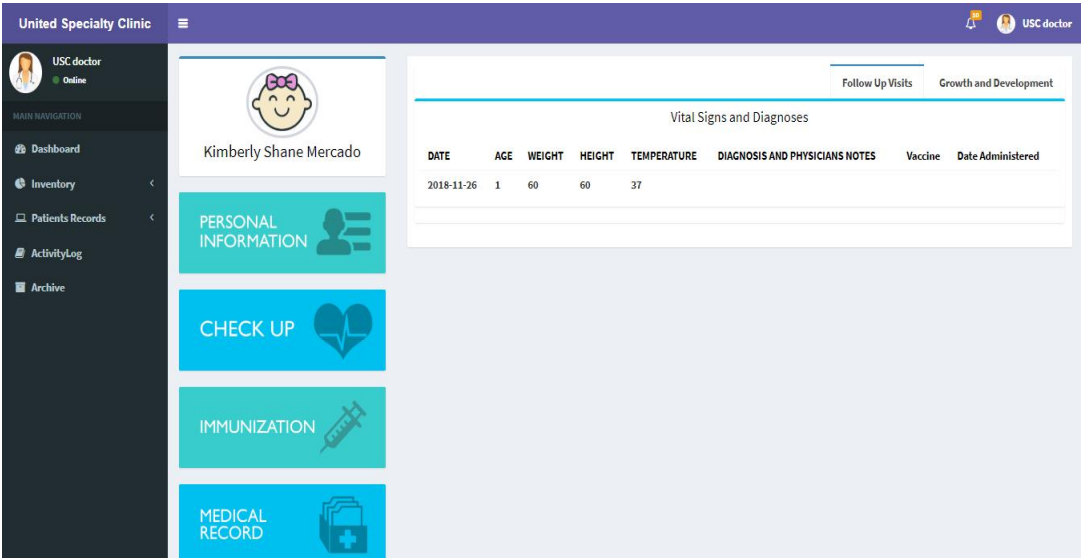 United Specialty Clinic
10
USC doctor
USC doctor
Online
MAIN NAVIGATION
Dashboard
Inventory
Patients Records
ActivityLog
Archive
Kimberly Shane Mercado
PERSONAL
INFORMATION
CHECK UP
IMMUNIZATION
MEDICAL
RECORD
Follow Up Visits Growth and Development
Vital Signs and Diagnoses
DATE AGE WEIGHT HEIGHT TEMPERATURE DIAGNOSIS AND PHYSICIANS NOTES Vaccine Date Administered
2018-11-26 1 60 60 37